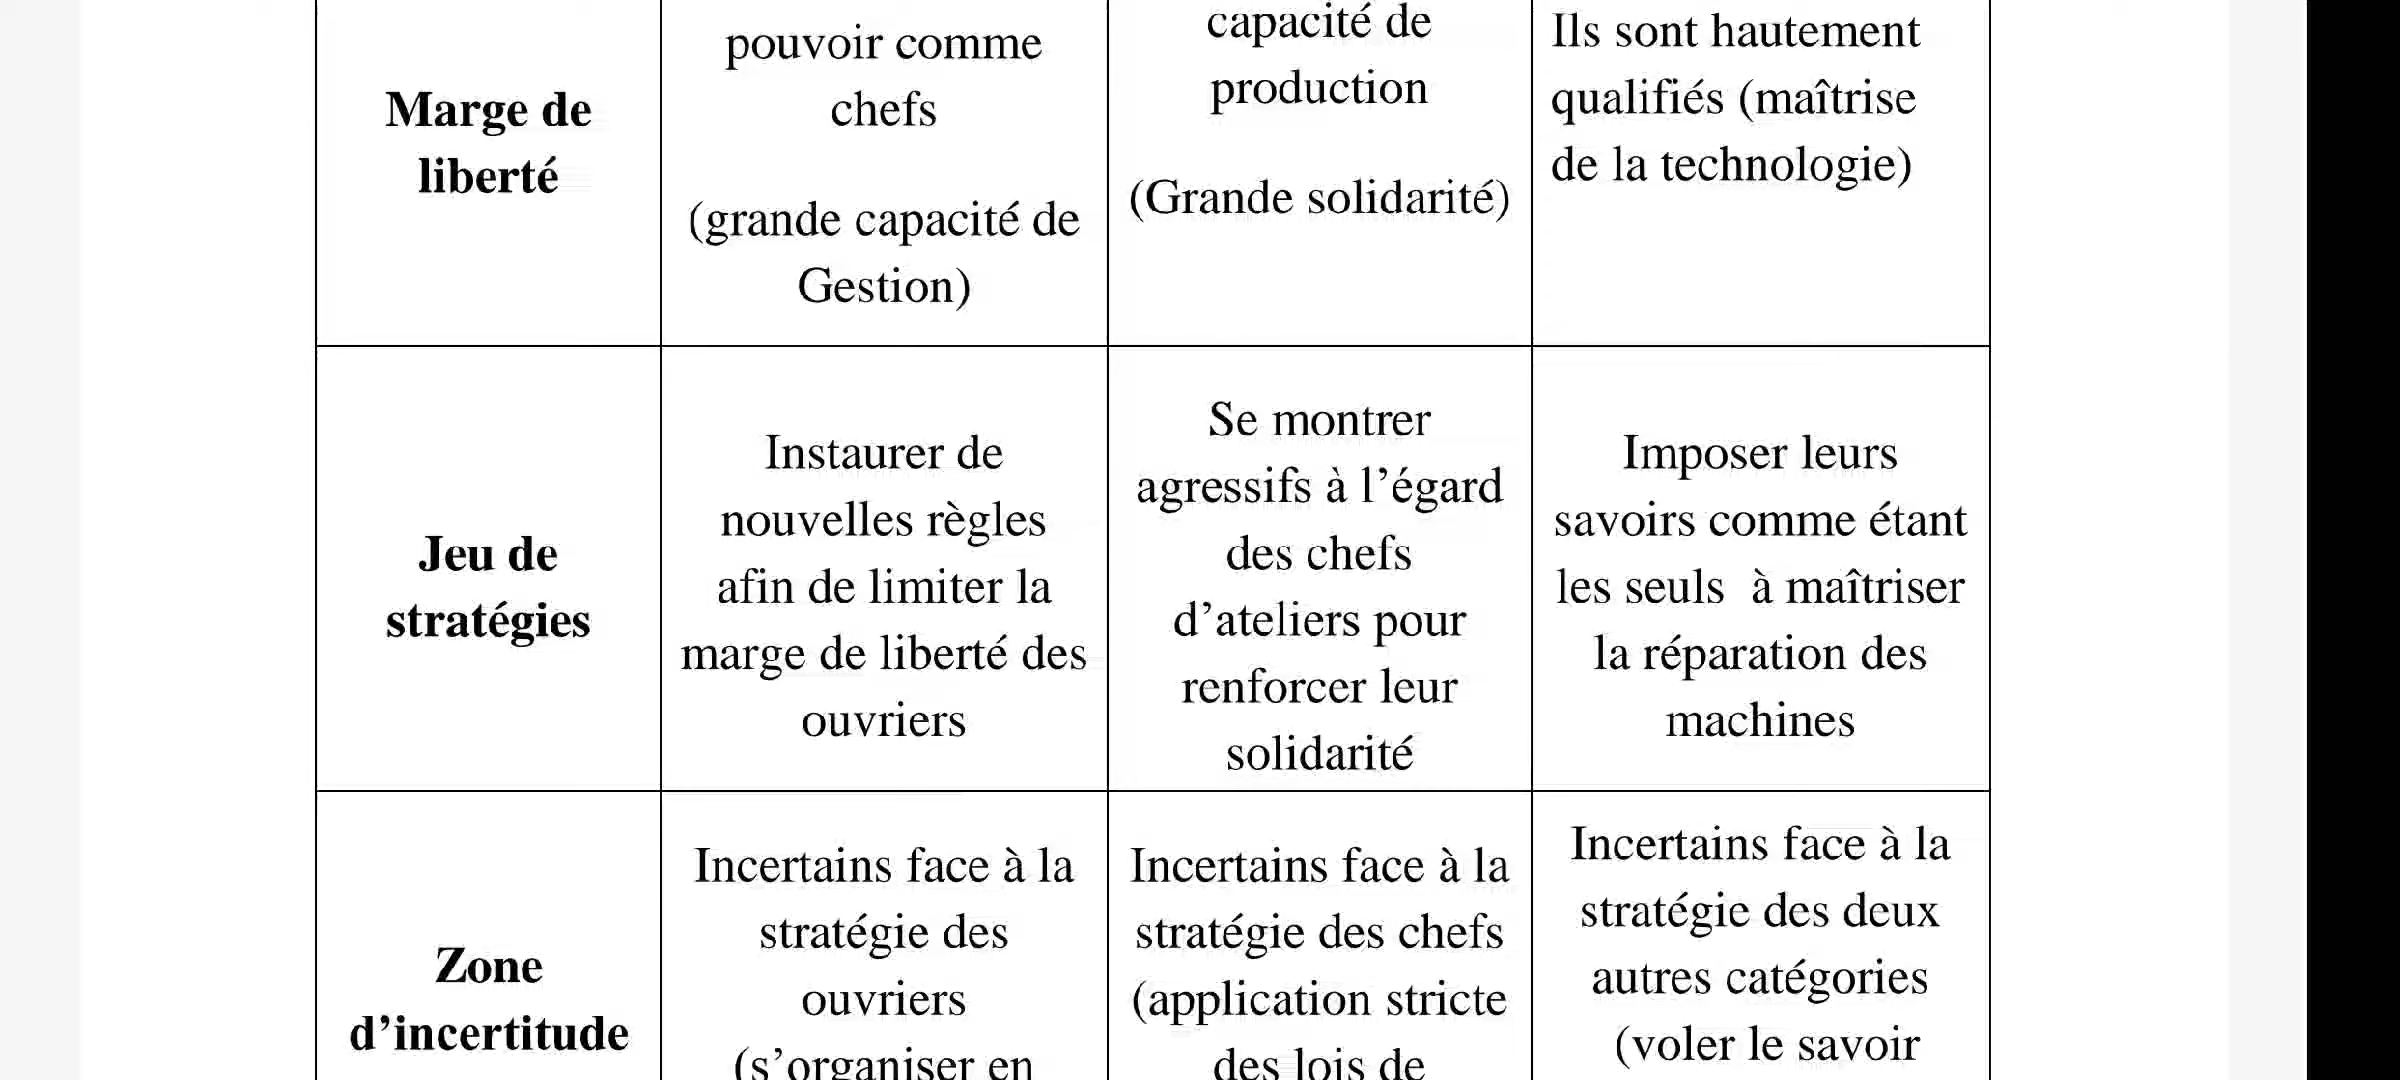 Marge de
liberté
pouvoir comme
chefs
(grande capacité de
Gestion)
capacité de
production
(Grande solidarité)
Ils sont hautement
qualifiés (maîtrise
de la technologie)
Jeu de
stratégies
Instaurer de
nouvelles règles
afin de limiter la
marge de liberté des
ouvriers
Se montrer
agressifs à l’égard
des chefs
d’ateliers pour
renforcer leur
solidarité
Imposer leurs
savoirs comme étant
les seuls  à maîtriser
la réparation des
machines
Zone
d’incertitude
Incertains face à la
stratégie des
ouvriers
(s’organiser en
Incertains face à la
stratégie des chefs
(application stricte
des lois de
Incertains face à la
stratégie des deux
autres catégories
(voler le savoir